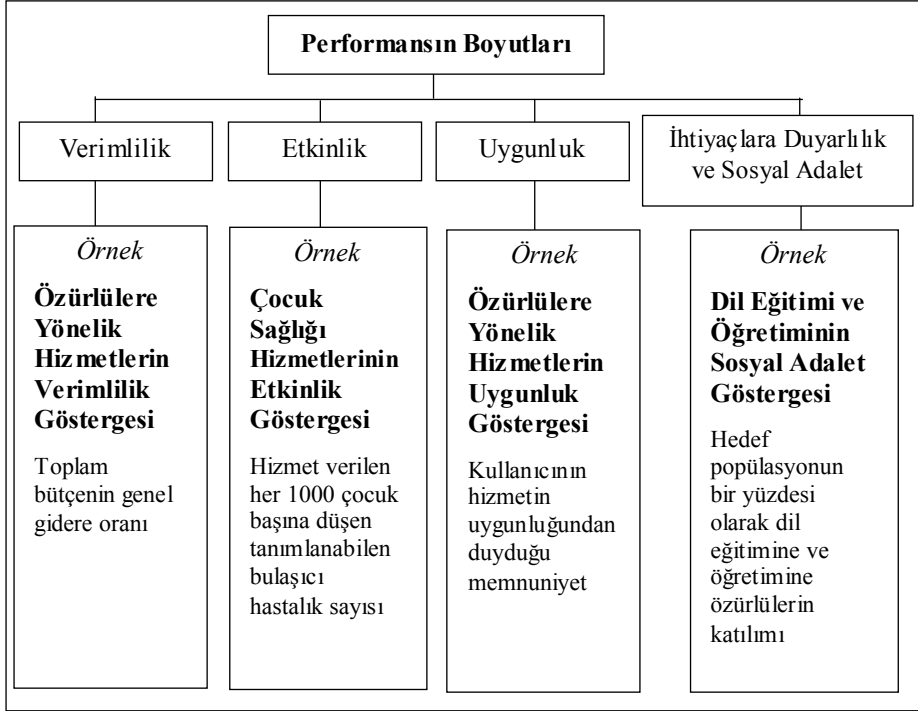 Performansın Boyutları
Verimlilik
Etkinlik
Uygunluk
İhtiyaçlara Duyarlılık
ve Sosyal Adalet
Örnek
Özürlülere
Yönelik
Hizmetlerin
Verimlilik
Göstergesi
Toplam
bütçenin genel
gidere oranı
Örnek
Çocuk
Sağlığı
Hizmetlerinin
Etkinlik
Göstergesi
Hizmet verilen
her 1000 çocuk
başına düşen
tanımlanabilen
bulaşıcı
hastalık sayısı
Örnek
Özürlülere
Yönelik
Hizmetlerin
Uygunluk
Göstergesi
Kullanıcının
hizmetin
uygunluğundan
duyduğu
memnuniyet
Örnek
Dil Eğitimi ve
Öğretiminin
Sosyal Adalet
Göstergesi
Hedef
popülasyonun
bir yüzdesi
olarak dil
eğitimine ve
öğretimine
özürlülerin
katılımı